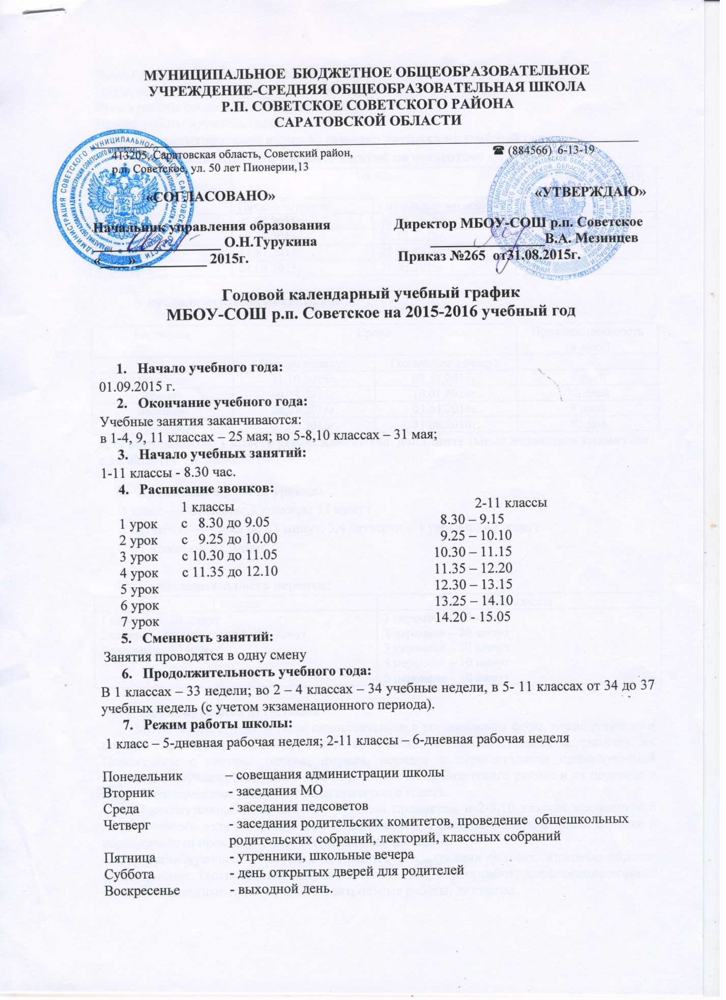 МУНИЦИПАЛЬНОЕ БЮДЖЕТНОЕ ОБЩЕОБРАЗОВАТЕЛЬНОЕ
УЧРЕЖДЕНИЕ-СРЕДНЯЯ ОБЩЕОБРАЗОВАТЕЛЬНАЯ ШКОЛА
Р.П. СОВЕТСКОЕ СОВЕТСКОГО РАЙОНА
САРАТОВСКОЙ ОБЛАСТИ
413205, Саратовская область, Советский район, ☎ (884566) 6-13-19
р.п. Советское, ул. 50 лет Пионерии,13
«СОГЛАСОВАНО» «УТВЕРЖДАЮ»
Начальник управления образования Директор МБОУ-СОШ р.п. Советское
__________________ О.Н.Турукина ________________ В.А. Мезинцев
«____»__________ 2015г. Приказ №265 от31.08.2015г.
Годовой календарный учебный график
МБОУ-СОШ р.п. Советское на 2015-2016 учебный год
1. Начало учебного года:
01.09.2015 г.
2. Окончание учебного года:
Учебные занятия заканчиваются:
в 1-4, 9, 11 классах – 25 мая; во 5-8,10 классах – 31 мая;
3. Начало учебных занятий:
1-11 классы - 8.30 час.
4. Расписание звонков:
1 классы 2-11 классы
1 урок с 8.30 до 9.05 8.30 – 9.15
2 урок с 9.25 до 10.00 9.25 – 10.10
3 урок с 10.30 до 11.05 10.30 – 11.15
4 урок с 11.35 до 12.10 11.35 – 12.20
5 урок 12.30 – 13.15
6 урок 13.25 – 14.10
7 урок 14.20 - 15.05
5. Сменность занятий:
Занятия проводятся в одну смену
6. Продолжительность учебного года:
В 1 классах – 33 недели; во 2 – 4 классах – 34 учебные недели, в 5- 11 классах от 34 до 37
учебных недель (с учетом экзаменационного периода).
7. Режим работы школы:
1 класс – 5-дневная рабочая неделя; 2-11 классы – 6-дневная рабочая неделя
Понедельник – совещания администрации школы
Вторник - заседания МО
Среда - заседания педсоветов
Четверг - заседания родительских комитетов, проведение общешкольных
родительских собраний, лекторий, классных собраний
Пятница - утренники, школьные вечера
Суббота - день открытых дверей для родителей
Воскресенье - выходной день.